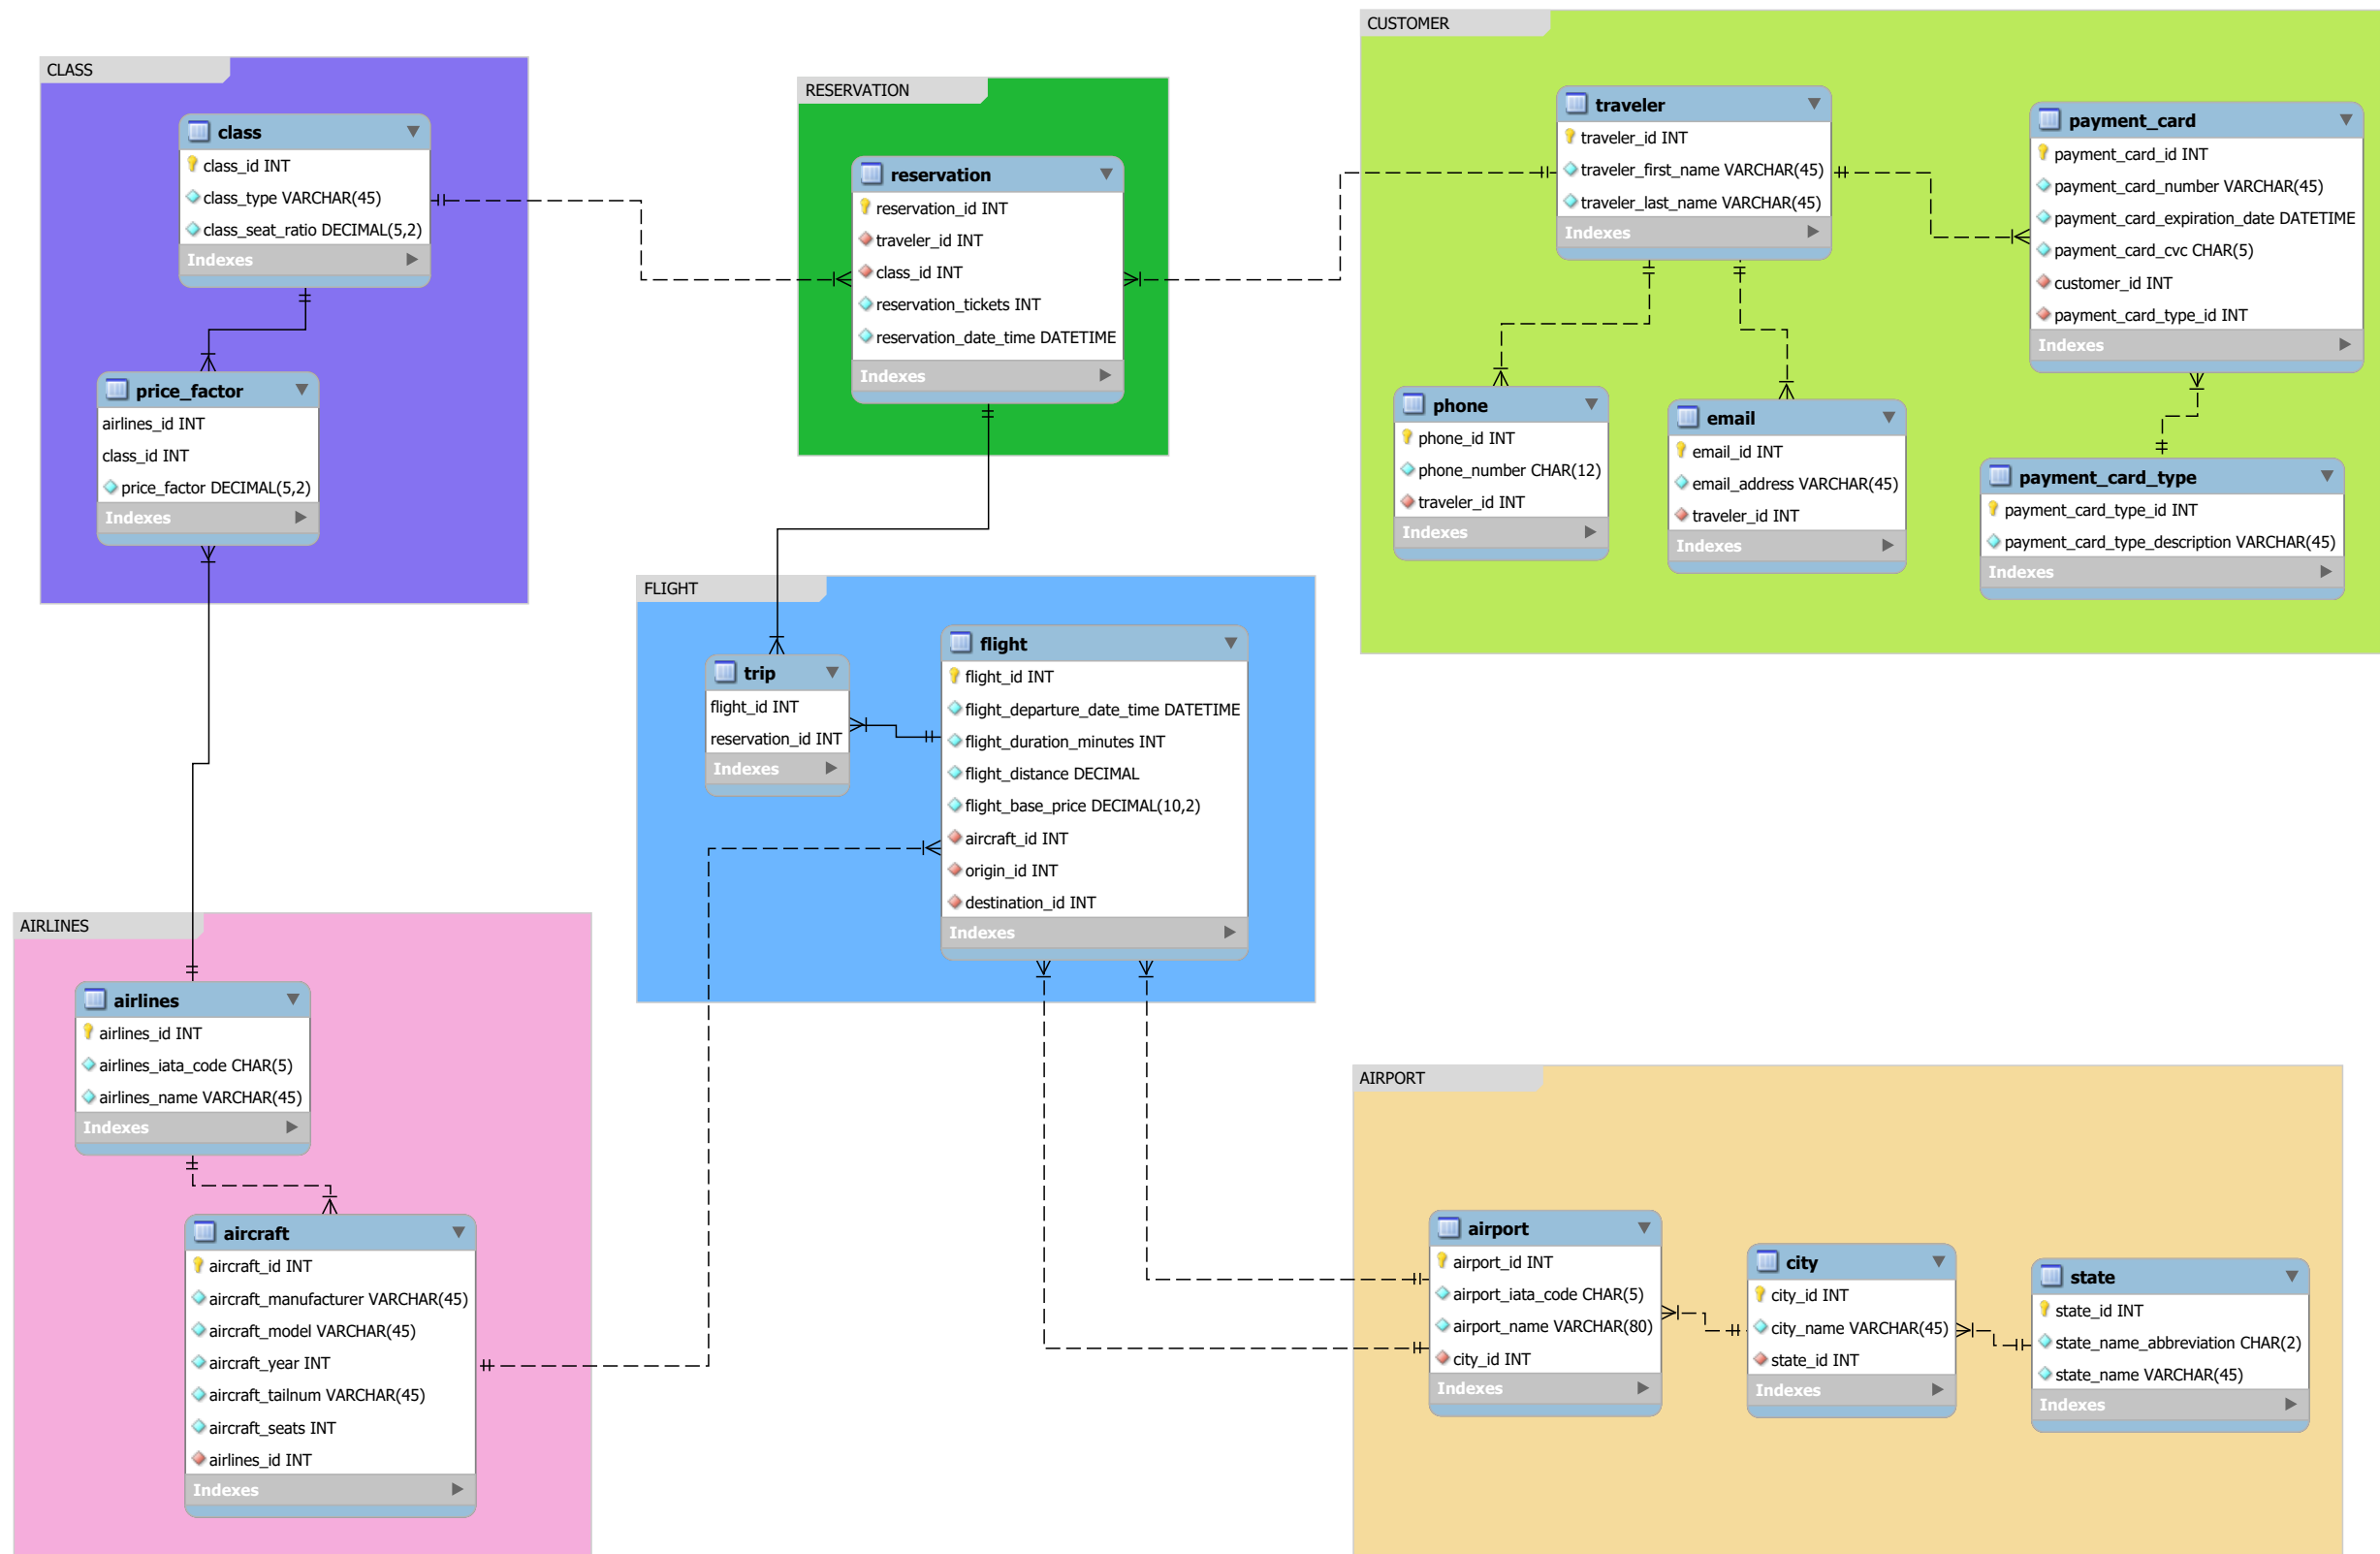 CLASS
class
class_id INT
class_type VARCHAR(45)
class_seat_ratio DECIMAL(5,2)
Indexes
price_factor
airlines_id INT
class_id INT
price_factor DECIMAL(5,2)
Indexes
RESERVATION
reservation
reservation_id INT
traveler_id INT
class_id INT
reservation_tickets INT
reservation_date_time DATETIME
Indexes
CUSTOMER
traveler
traveler_id INT
traveler_first_name VARCHAR(45)
traveler_last_name VARCHAR(45)
Indexes
payment_card
payment_card_id INT
payment_card_number VARCHAR(45)
payment_card_expiration_date DATETIME
payment_card_cvc CHAR(5)
customer_id INT
payment_card_type_id INT
Indexes
phone
phone_id INT
phone_number CHAR(12)
traveler_id INT
Indexes
email
email_id INT
email_address VARCHAR(45)
traveler_id INT
Indexes
payment_card_type
payment_card_type_id INT
payment_card_type_description VARCHAR(45)
Indexes
FLIGHT
trip
flight_id INT
reservation_id INT
Indexes
flight
flight_id INT
flight_departure_date_time DATETIME
flight_duration_minutes INT
flight_distance DECIMAL
flight_base_price DECIMAL(10,2)
aircraft_id INT
origin_id INT
destination_id INT
Indexes
AIRLINES
airlines
airlines_id INT
airlines_iata_code CHAR(5)
airlines_name VARCHAR(45)
Indexes
aircraft
aircraft_id INT
aircraft_manufacturer VARCHAR(45)
aircraft_model VARCHAR(45)
aircraft_year INT
aircraft_tailnum VARCHAR(45)
aircraft_seats INT
airlines_id INT
Indexes
AIRPORT
airport
airport_id INT
airport_iata_code CHAR(5)
airport_name VARCHAR(80)
city_id INT
Indexes
city
city_id INT
city_name VARCHAR(45)
state_id INT
Indexes
state
state_id INT
state_name_abbreviation CHAR(2)
state_name VARCHAR(45)
Indexes